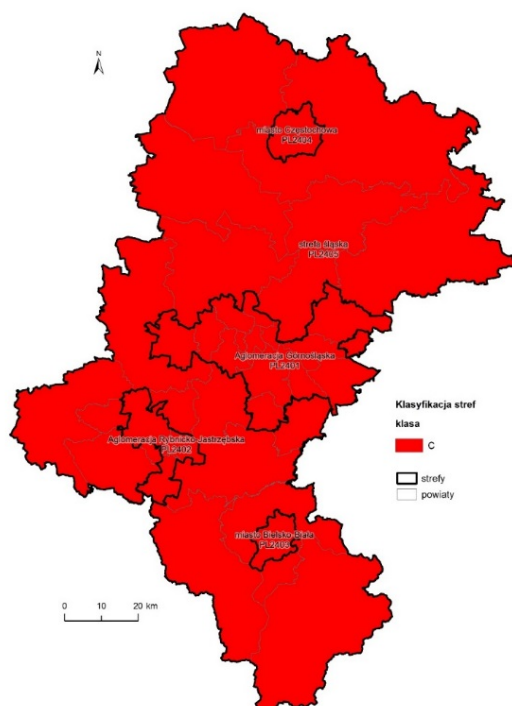 N
miasto Częstochowa
PL2404
strefa śląska
PL2405
Aglomeracja Górnośląska
PL2401
Klasyfikacja stref
klasa
C
Aglomeracja Rybnicko-Jastrzębska
PL2402
strefy
powiaty
miasto Bielsko-Biała
PL2403
0 10 20 km